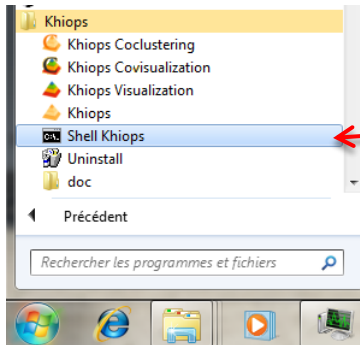 Khiops
Khiops Coclustering
Khiops Covisualization
Khiops Visualization
Khiops
Shell Khiops
Uninstall
doc
Précédent
Rechercher les programmes et fichiers